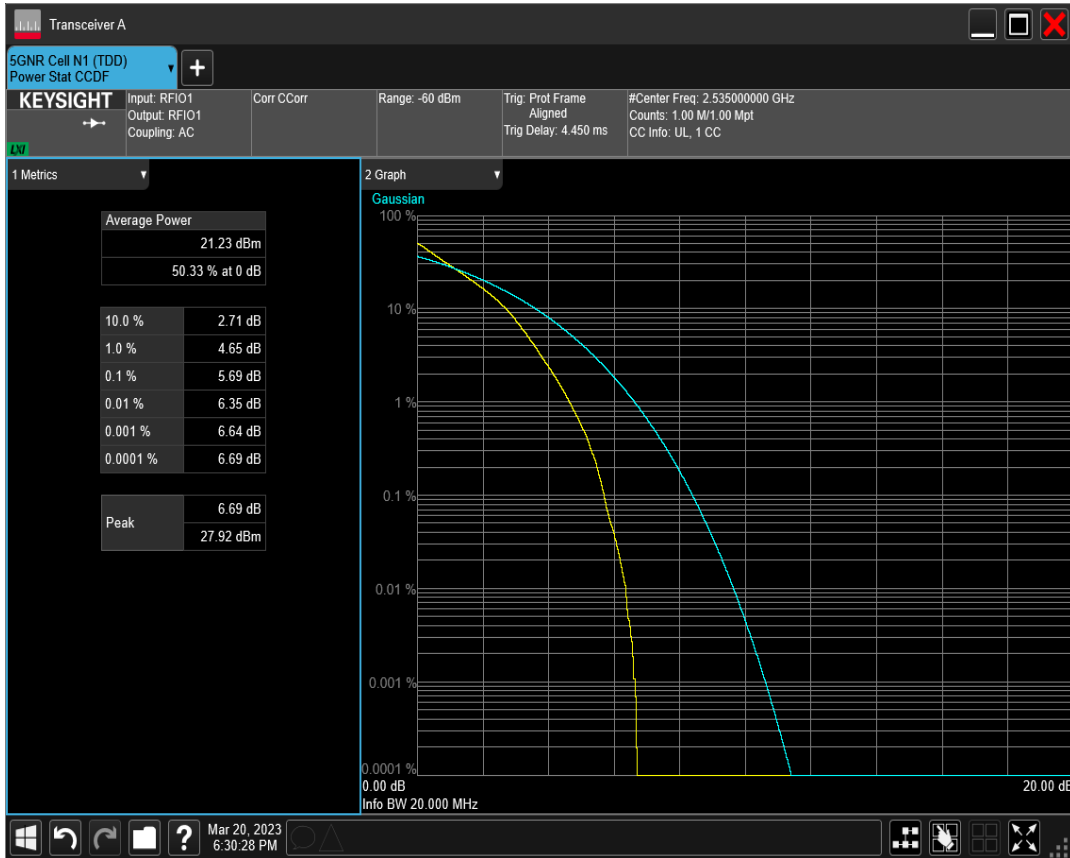 Transceiver A
5GNR Cell N1 (TDD)
Power Stat CCDF
+
KEYSIGHT
LXI
Input: RFIO1
Output: RFIO1
Coupling: AC
Corr CCorr
Range: -60 dBm
Trig: Prot Frame
Aligned
Trig Delay: 4.450 ms
#Center Freq: 2.535000000 GHz
Counts: 1.00 M/1.00 Mpt
CC Info: UL, 1 CC
1 Metrics
Average Power
21.23 dBm
50.33 % at 0 dB
10.0 % 2.71 dB
1.0 % 4.65 dB
0.1 % 5.69 dB
0.01 % 6.35 dB
0.001 % 6.64 dB
0.0001 % 6.69 dB
Peak 6.69 dB
27.92 dBm
2 Graph
Gaussian
100 %
10 %
1 %
0.1 %
0.01 %
0.001 %
0.0001 %
0.00 dB 20.00 dB
Info BW 20.000 MHz
?
Mar 20, 2023
6:30:28 PM